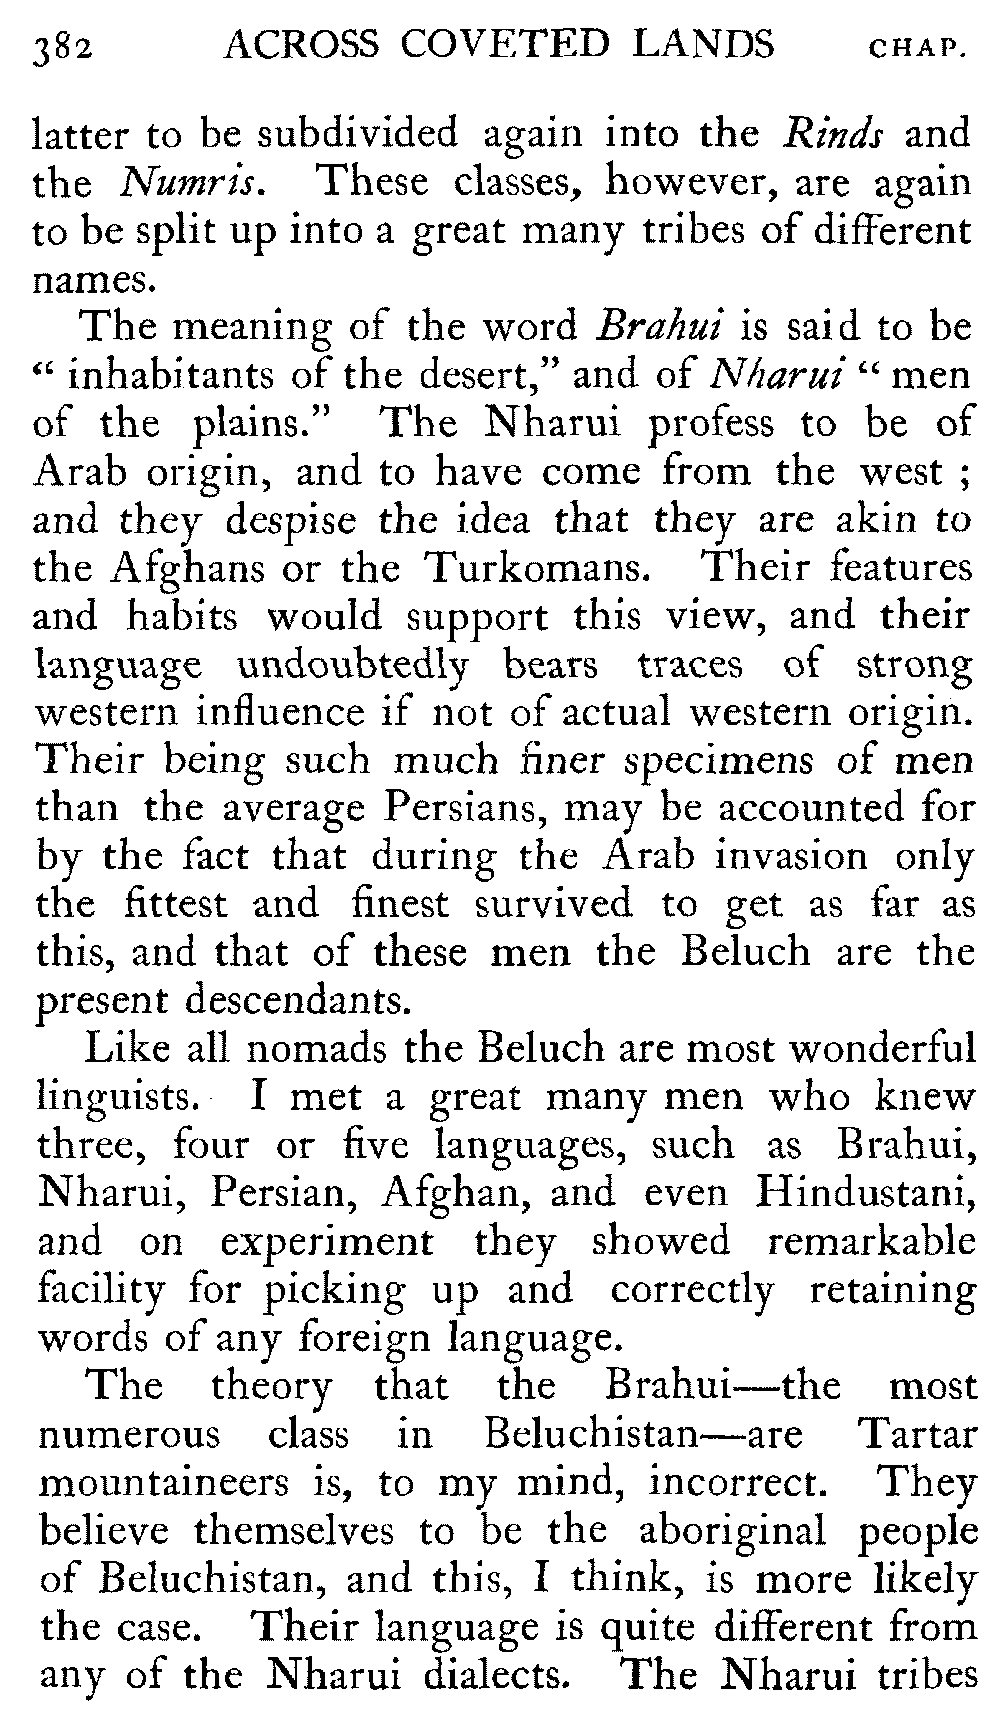 382 ACROSS COVETED LANDS CHAP.
latter to be subdivided again into the Rinds and
the Numris. These classes, however, are again
to be split up into a great many tribes of different
names.
The meaning of the word Brahui is said to be
“ inhabitants of the desert,” and of Nharui “ men
of the plains.” The Nharui profess to be of
Arab origin, and to have come from the west ;
and they despise the idea that they are akin to
the Afghans or the Turkomans. Their features
and habits would support this view, and their
language undoubtedly bears traces of strong
western influence if not of actual western origin.
Their being such much finer specimens of men
than the average Persians, may be accounted for
by the fact that during the Arab invasion only
the fittest and finest survived to get as far as
this, and that of these men the Beluch are the
present descendants.
Like all nomads the Beluch are most wonderful
linguists. I met a great many men who knew
three, four or five languages, such as Brahui,
Nharui, Persian, Afghan, and even Hindustani,
and on experiment they showed remarkable
facility for picking up and correctly retaining
words of any foreign language.
The theory that the Brahui—the most
numerous class in Beluchistan—are Tartar
mountaineers is, to my mind, incorrect. They
believe themselves to be the aboriginal people
of Beluchistan, and this, I think, is more likely
the case. Their language is quite different from
any of the Nharui dialects. The Nharui tribes